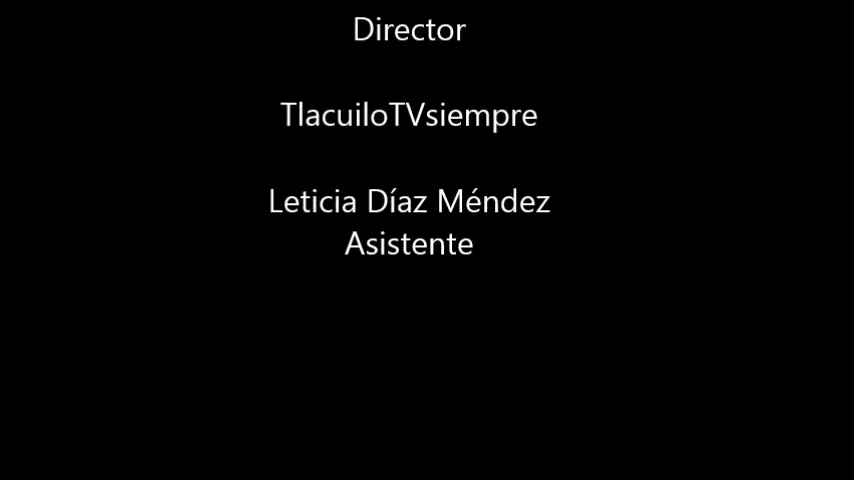 Director
TlacuiloTVsiempre
Leticia Díaz Méndez
Asistente